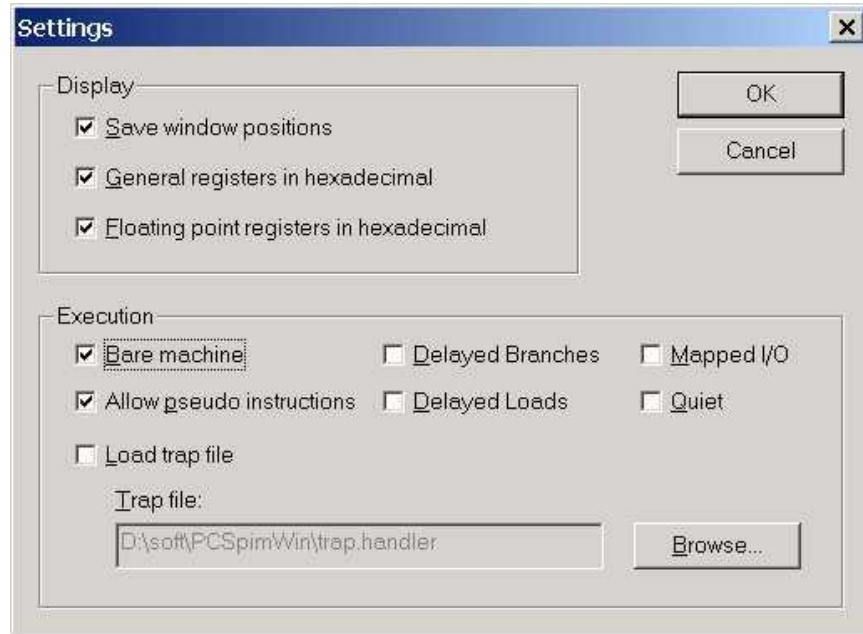 Settings
Display
OK
Save window positions
Cancel
General registers in hexadecimal
Floating point registers in hexadecimal
Execution
Bare machine
Delayed Branches
Mapped I/O
Allow pseudo instructions
Delayed Loads
Quiet
Load trap file
Trap file:
D:\soft\PCSpimWin\trap.handler
Browse...